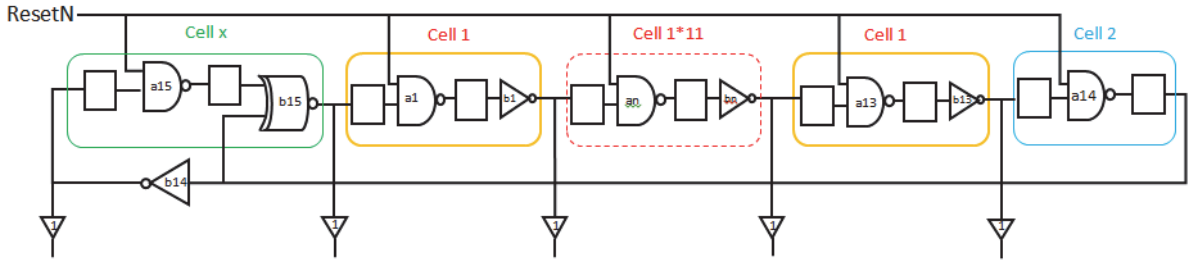 ResetN
Cell x
Cell 1
Cell 1*11
Cell 1
Cell 2
a15
b15
a1
b1
an
bn
a13
b13
a14
b14
1
1
1
1
1